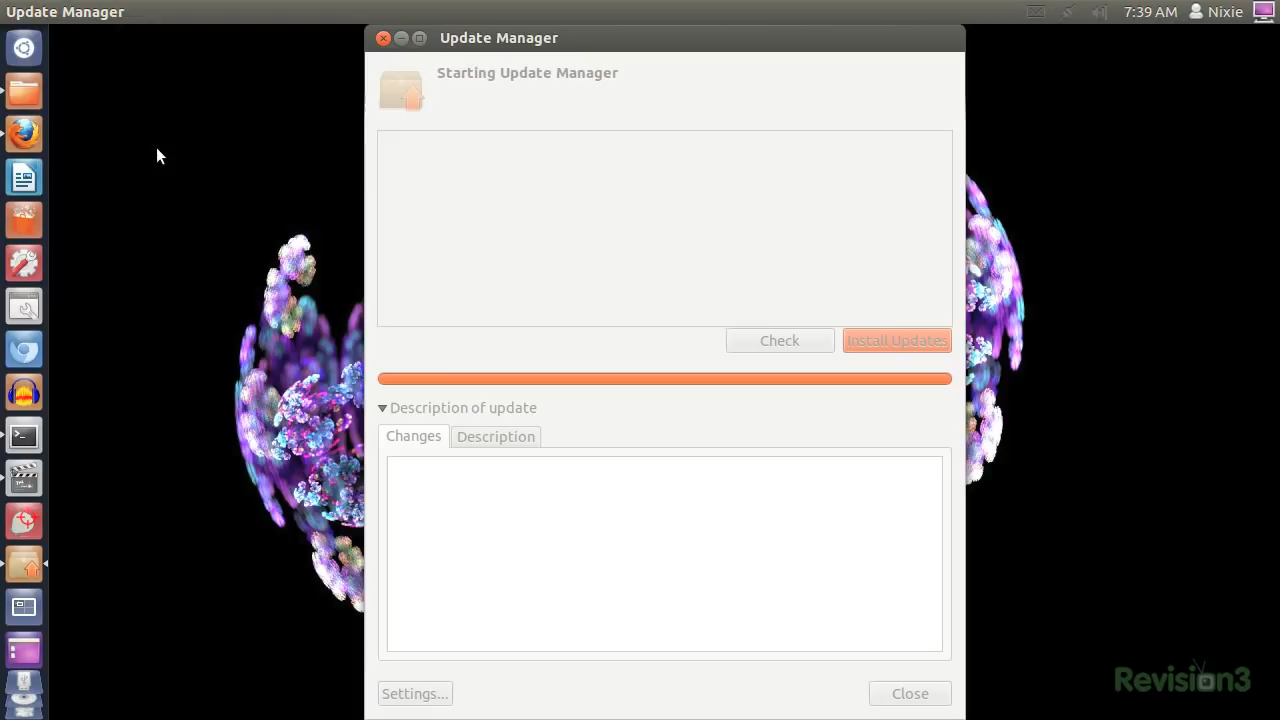 Update Manager
7:39 AM Nixie
Update Manager
Starting Update Manager
Check Install Updates
Description of update
Changes Description
Settings... Close
Revision3